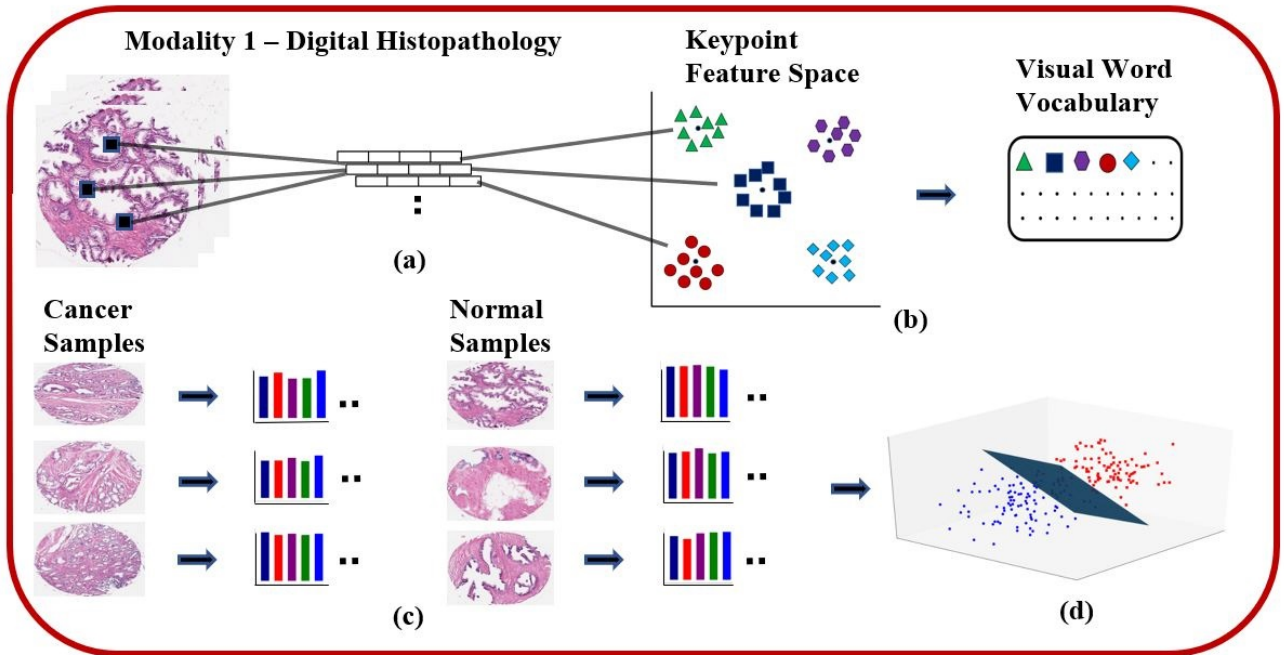 Modality 1 – Digital Histopathology
Keypoint
Feature Space
Visual Word
Vocabulary
(a)
(b)
Cancer
Samples
Normal
Samples
(c)
(d)